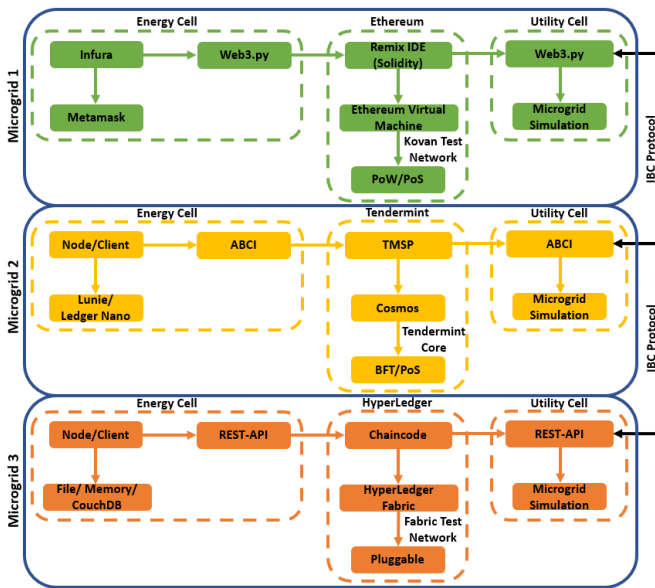 Energy Cell
Ethereum
Utility Cell
Microgrid 1
Infura
Web3.py
Remix IDE
(Solidity)
Web3.py
Metamask
Ethereum Virtual
Machine
Microgrid
Simulation
Kovan Test
Network
PoW/PoS
IBC Protocol
Energy Cell
Tendermint
Utility Cell
Microgrid 2
Node/Client
ABCI
TMSP
ABCI
Lunie/
Ledger Nano
Cosmos
Microgrid
Simulation
Tendermint
Core
BFT/PoS
IBC Protocol
Energy Cell
HyperLedger
Utility Cell
Microgrid 3
Node/Client
REST-API
Chaincode
REST-API
File/ Memory/
CouchDB
HyperLedger
Fabric
Microgrid
Simulation
Fabric Test
Network
Pluggable